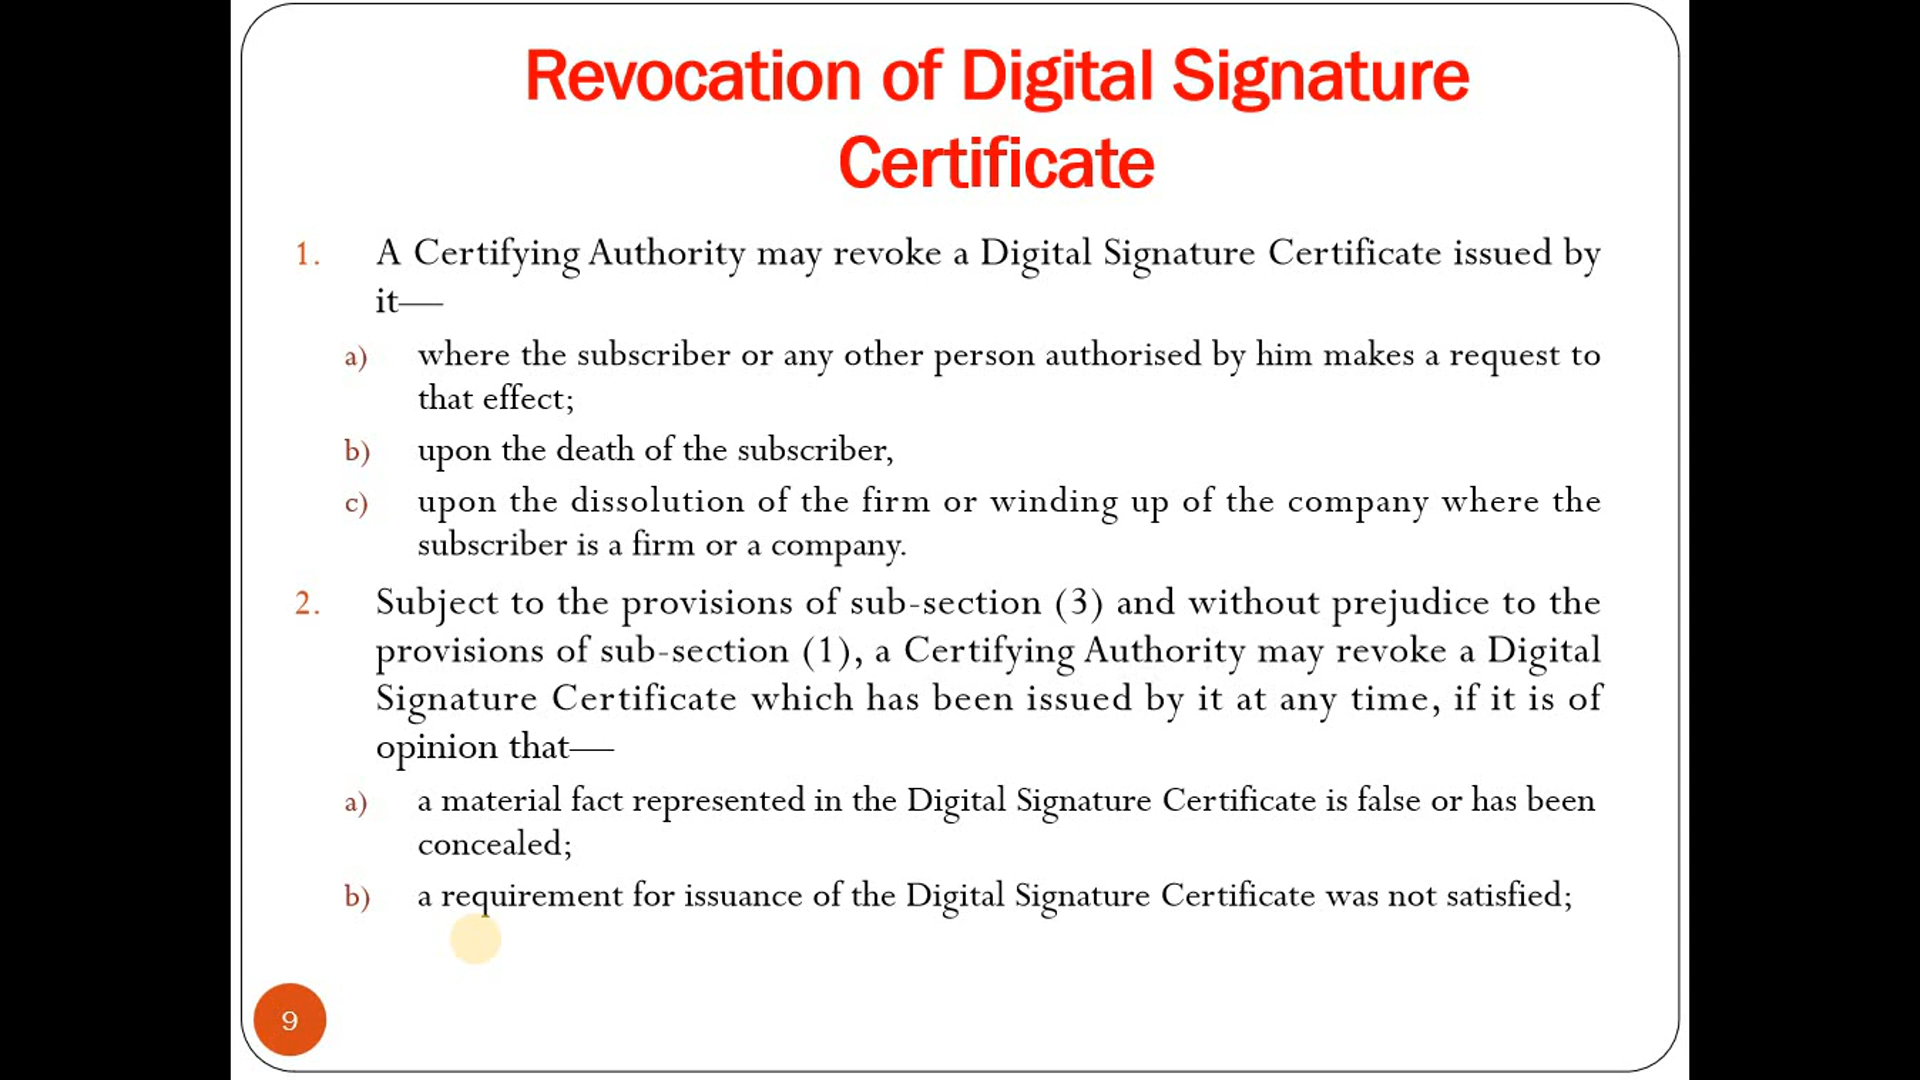 Revocation of Digital Signature
Certificate
1. A Certifying Authority may revoke a Digital Signature Certificate issued by
it—
a) where the subscriber or any other person authorised by him makes a request to
that effect;
b) upon the death of the subscriber,
c) upon the dissolution of the firm or winding up of the company where the
subscriber is a firm or a company.
2. Subject to the provisions of sub-section (3) and without prejudice to the
provisions of sub-section (1), a Certifying Authority may revoke a Digital
Signature Certificate which has been issued by it at any time, if it is of
opinion that—
a) a material fact represented in the Digital Signature Certificate is false or has been
concealed;
b) a requirement for issuance of the Digital Signature Certificate was not satisfied;
9